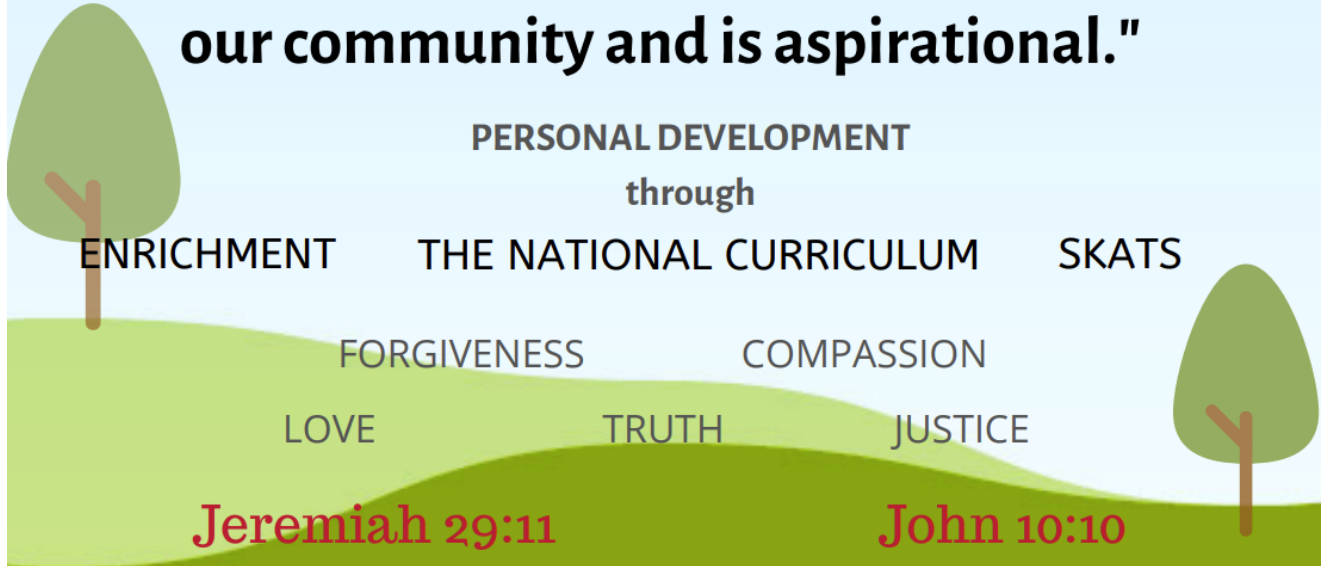 our community and is aspirational."
PERSONAL DEVELOPMENT
through
ENRICHMENT THE NATIONAL CURRICULUM SKATS
FORGIVENESS COMPASSION
LOVE TRUTH JUSTICE
Jeremiah 29:11 John 10:10